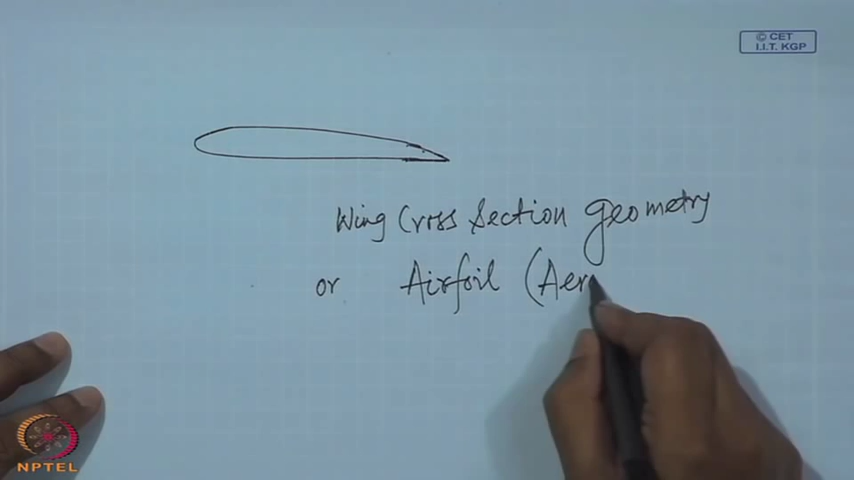 © CET
I.I.T. KGP
Wing Cross Section geometry
or Airfoil (Aer
NPTEL